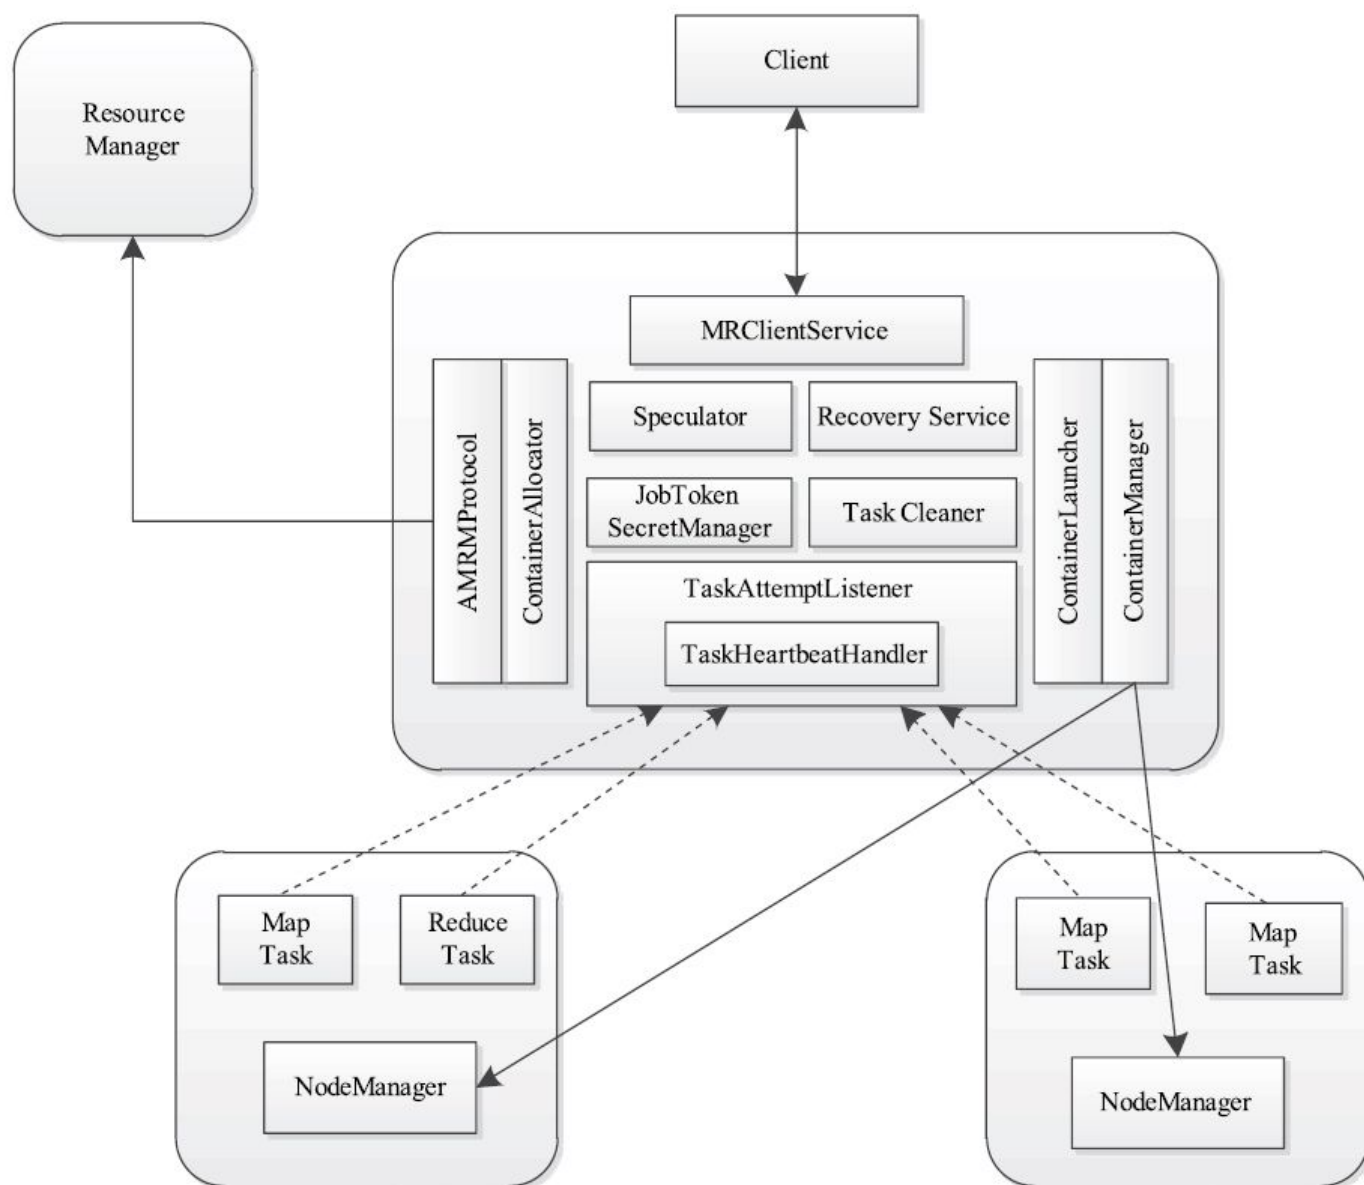 Client
Resource
Manager
MRClientService
AMRMProtocol
ContainerAllocator
Speculator
Recovery Service
ContainerLauncher
ContainerManager
JobToken
SecretManager
Task Cleaner
TaskAttemptListener
TaskHeartbeatHandler
Map
Task
Reduce
Task
Map
Task
Map
Task
NodeManager
NodeManager